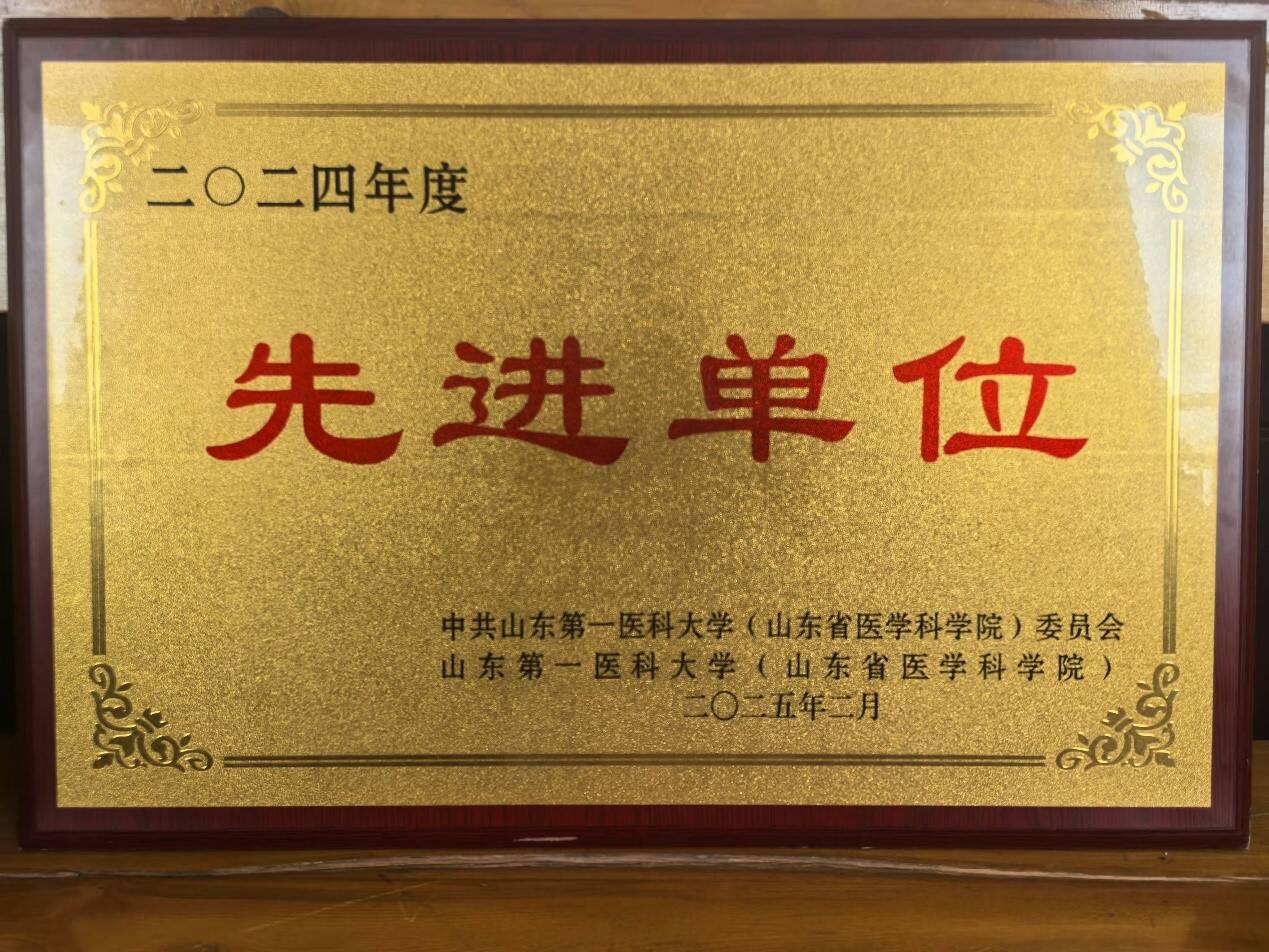 二〇二四年度
先进单位
中共山东第一医科大学（山东省医学科学院）委员会
山东第一医科大学（山东省医学科学院）
二〇二五年二月